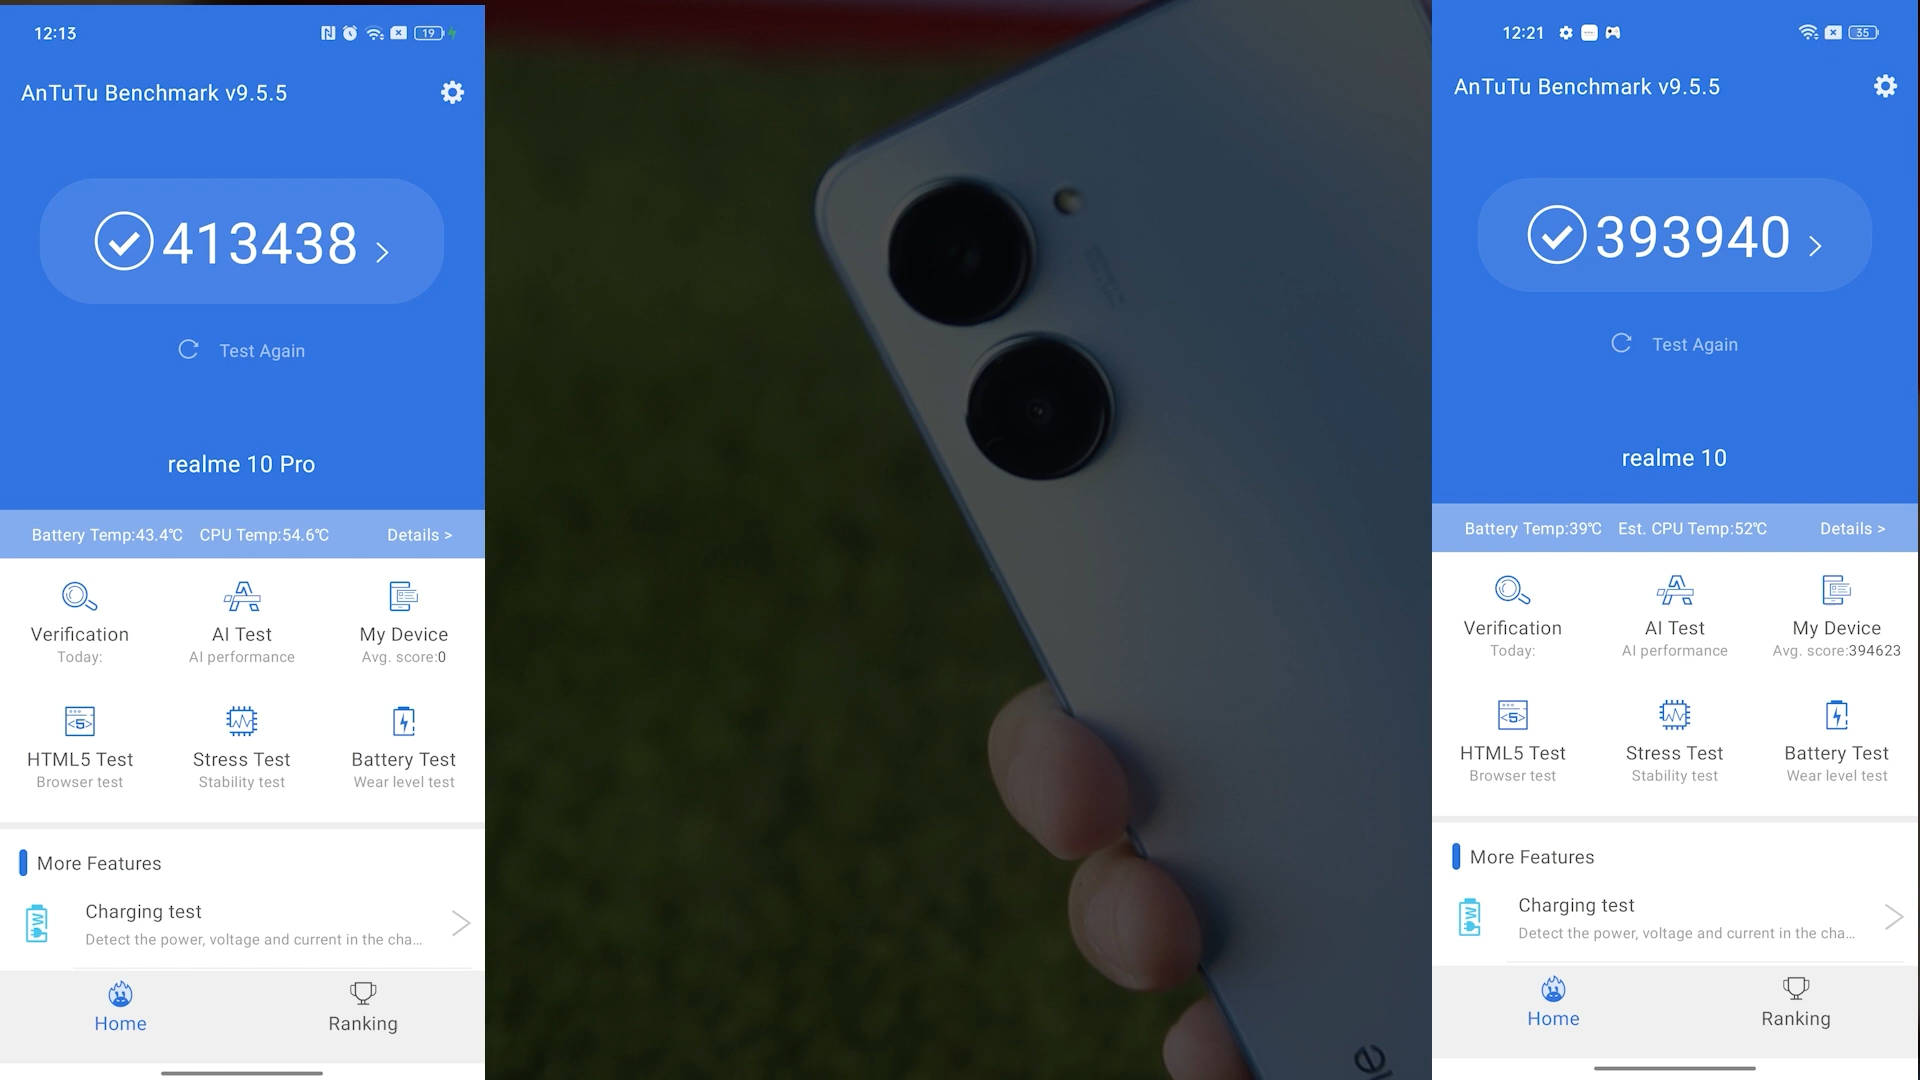 12:13
19
AnTuTu Benchmark v9.5.5
413438
Test Again
realme 10 Pro
Battery Temp:43.4℃ CPU Temp:54.6℃ Details >
Verification
Today:
AI Test
AI performance
My Device
Avg. score:0
HTML5 Test
Browser test
Stress Test
Stability test
Battery Test
Wear level test
More Features
Charging test
Detect the power, voltage and current in the cha...
Home
Ranking
12:21
35
AnTuTu Benchmark v9.5.5
393940
Test Again
realme 10
Battery Temp:39℃ Est. CPU Temp:52℃ Details >
Verification
Today:
AI Test
AI performance
My Device
Avg. score:394623
HTML5 Test
Browser test
Stress Test
Stability test
Battery Test
Wear level test
More Features
Charging test
Detect the power, voltage and current in the cha...
Home
Ranking